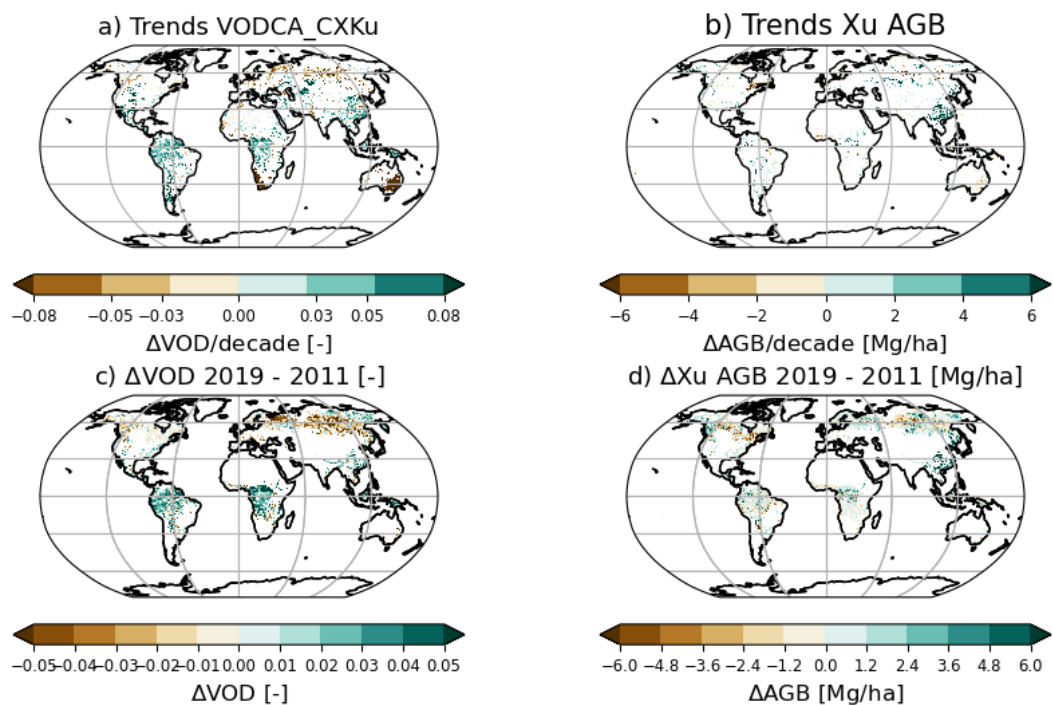 a) Trends VODCA_CXKu
b) Trends Xu AGB
−0.08 −0.05 −0.03 0.00 0.03 0.05 0.08
−6 −4 −2 0 2 4 6
ΔVOD/decade [-]
ΔAGB/decade [Mg/ha]
c) ΔVOD 2019 - 2011 [-]
d) ΔXu AGB 2019 - 2011 [Mg/ha]
−0.05 −0.04 −0.03 −0.02 −0.01 0.00 0.01 0.02 0.03 0.04 0.05
−6.0 −4.8 −3.6 −2.4 −1.2 0.0 1.2 2.4 3.6 4.8 6.0
ΔVOD [-]
ΔAGB [Mg/ha]